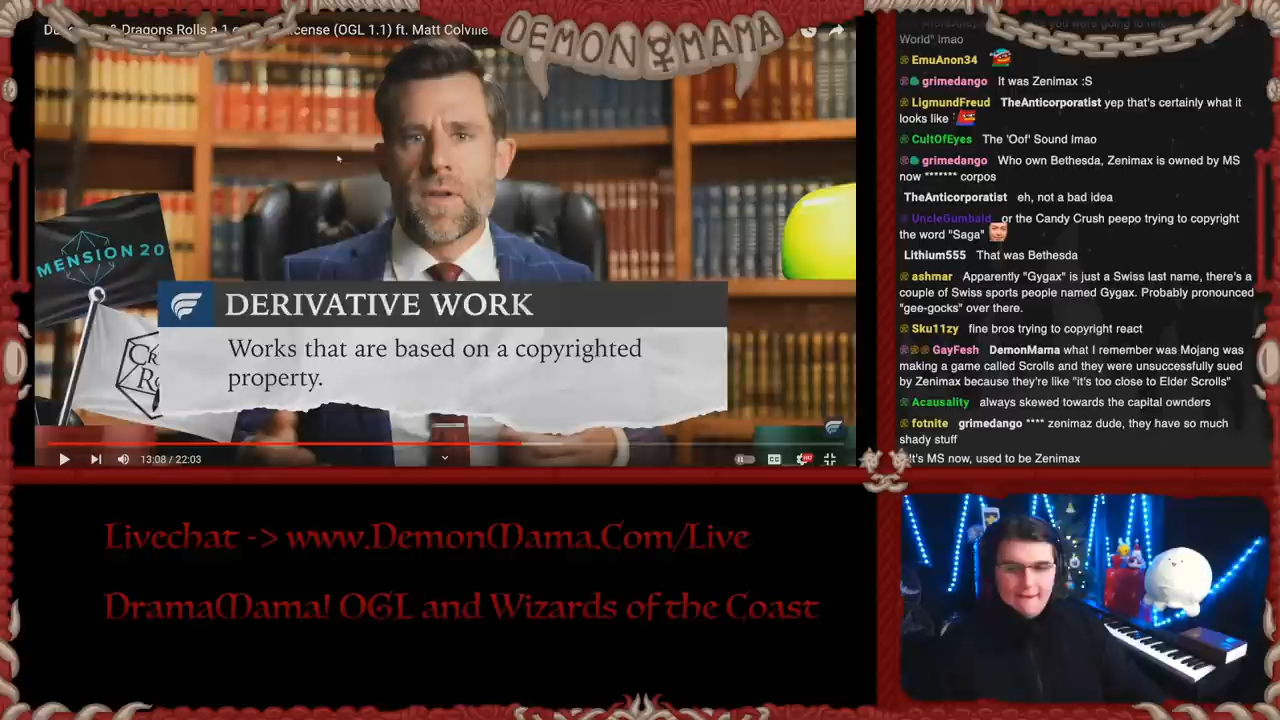 & Dragons Rolls a 1
icense (OGL 1.1) ft. Matt Colville
DEMON MAMA
MENSION 20
DERIVATIVE WORK
Works that are based on a copyrighted
property.
13:08 / 22:03
CC
HD
Livechat -> www.DemonMama.Com/Live
DramaMama! OGL and Wizards of the Coast
World" lmao
EmuAnon34
grimedango It was Zenimax :S
LigmundFreud TheAnticorporatist yep that's certainly what it
looks like
CultOfEyes The 'Oof' Sound lmao
grimedango Who own Bethesda, Zenimax is owned by MS
now ******* corpos
TheAnticorporatist eh, not a bad idea
UncleGumbald or the Candy Crush peepo trying to copyright
the word "Saga"
Lithium555 That was Bethesda
ashmar Apparently "Gygax" is just a Swiss last name, there's a
couple of Swiss sports people named Gygax. Probably pronounced
"gee-gocks" over there.
Sku11zy fine bros trying to copyright react
GayFesh DemonMama what I remember was Mojang was
making a game called Scrolls and they were unsuccessfully sued
by Zenimax because they're like "it's too close to Elder Scrolls"
Acausality always skewed towards the capital ownders
fotnite grimedango **** zenimaz dude, they have so much
shady stuff
It's MS now, used to be Zenimax